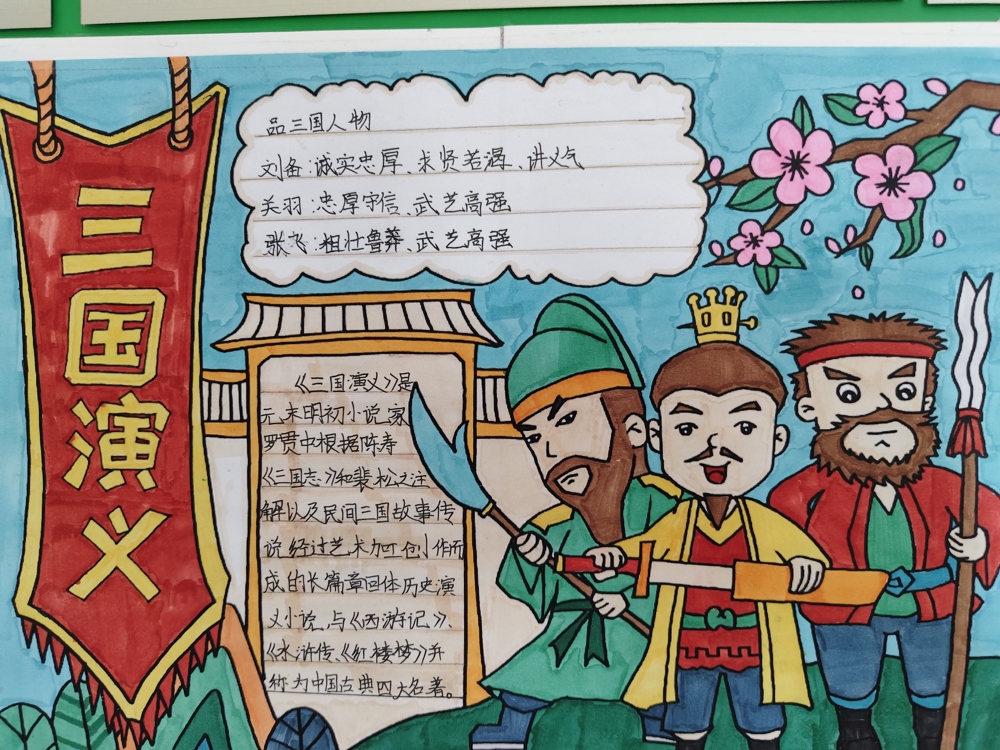 三国演义
品三国人物
刘备:诚实忠厚、求贤若渴、讲义气
关羽:忠厚守信、武艺高强
张飞:粗壮鲁莽、武艺高强
《三国演义》是
元末明初小说家
罗贯中根据陈寿
《三国志》和裴松之注
解以及民间三国故事传
说经过艺术加工创作而
成的长篇章回体历史演
义小说,与《西游记》、
《水浒传、《红楼梦》并
称为中国古典四大名著。